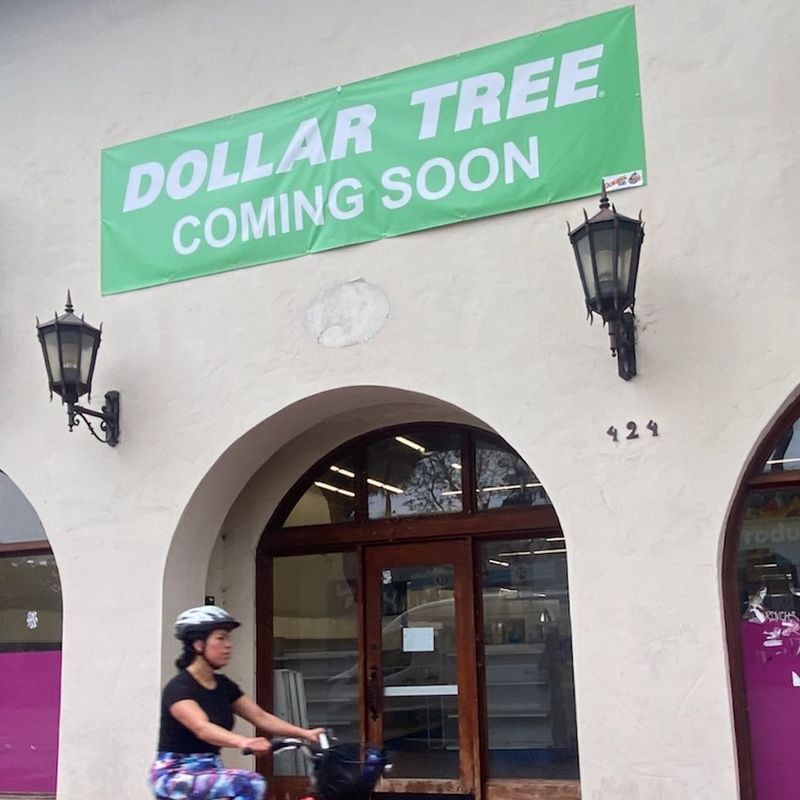 DOLLAR TREE
COMING SOON
424